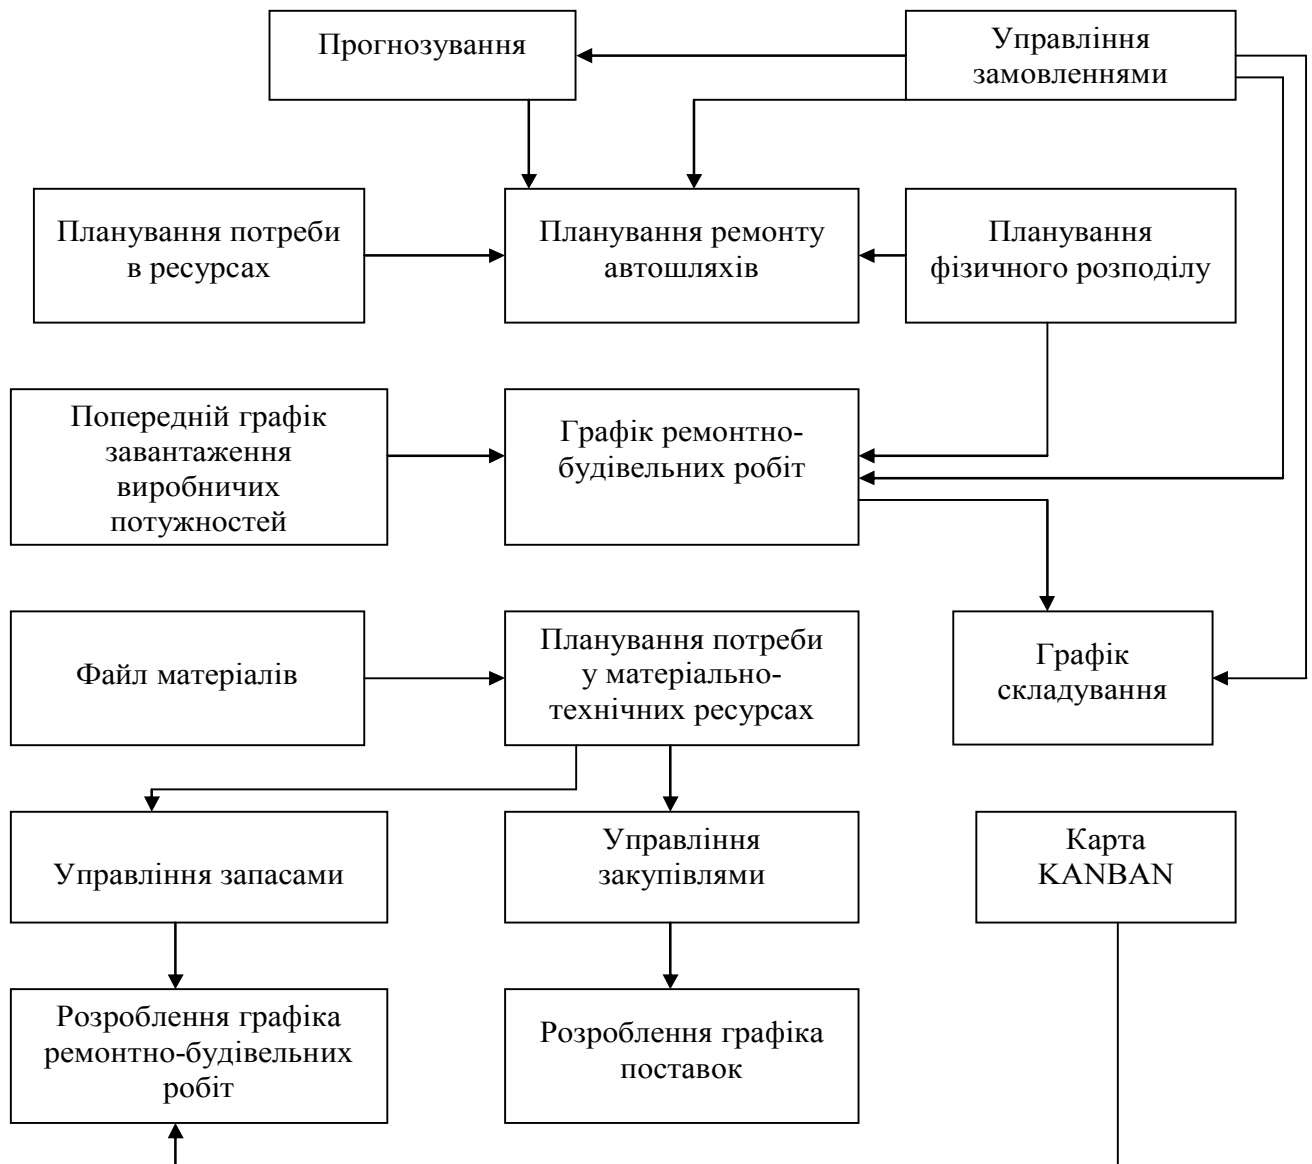 Прогнозування
Управління
замовленнями
Планування потреби
в ресурсах
Планування ремонту
автошляхів
Планування
фізичного розподілу
Попередній графік
завантаження
виробничих
потужностей
Графік ремонтно-
будівельних робіт
Файл матеріалів
Планування потреби
у матеріально-
технічних ресурсах
Графік
складування
Управління запасами
Управління
закупівлями
Карта
KANBAN
Розроблення графіка
ремонтно-будівельних
робіт
Розроблення графіка
поставок